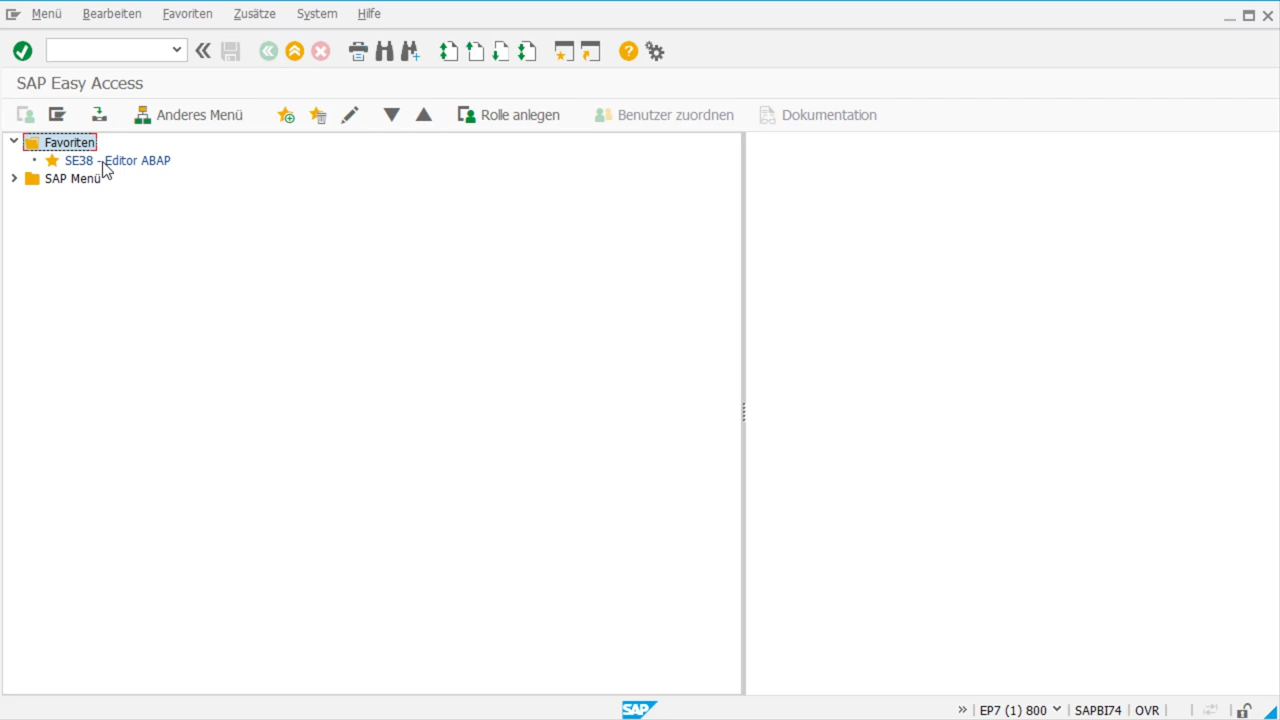 Menü Bearbeiten Favoriten Zusätze System Hilfe
SAP Easy Access
Anderes Menü Rolle anlegen Benutzer zuordnen Dokumentation
Favoriten
SE38 - Editor ABAP
SAP Menü
SAP EP7 (1) 800 SAPBI74 OVR